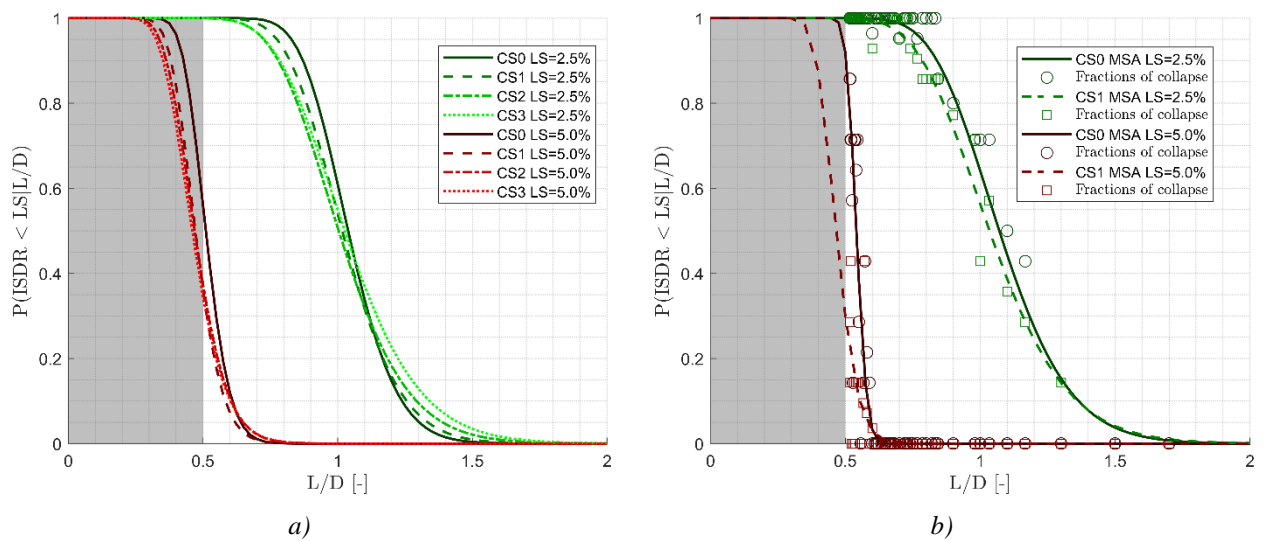 P(ISDR < LS|L/D)
1
0.8
0.6
0.4
0.2
0
0
0.5
1
1.5
2
L/D [-]
CS0 LS=2.5%
CS1 LS=2.5%
CS2 LS=2.5%
CS3 LS=2.5%
CS0 LS=5.0%
CS1 LS=5.0%
CS2 LS=5.0%
CS3 LS=5.0%
a)
P(ISDR < LS|L/D)
1
0.8
0.6
0.4
0.2
0
0
0.5
1
1.5
2
L/D [-]
CS0 MSA LS=2.5%
Fractions of collapse
CS1 MSA LS=2.5%
Fractions of collapse
CS0 MSA LS=5.0%
Fractions of collapse
CS1 MSA LS=5.0%
Fractions of collapse
b)